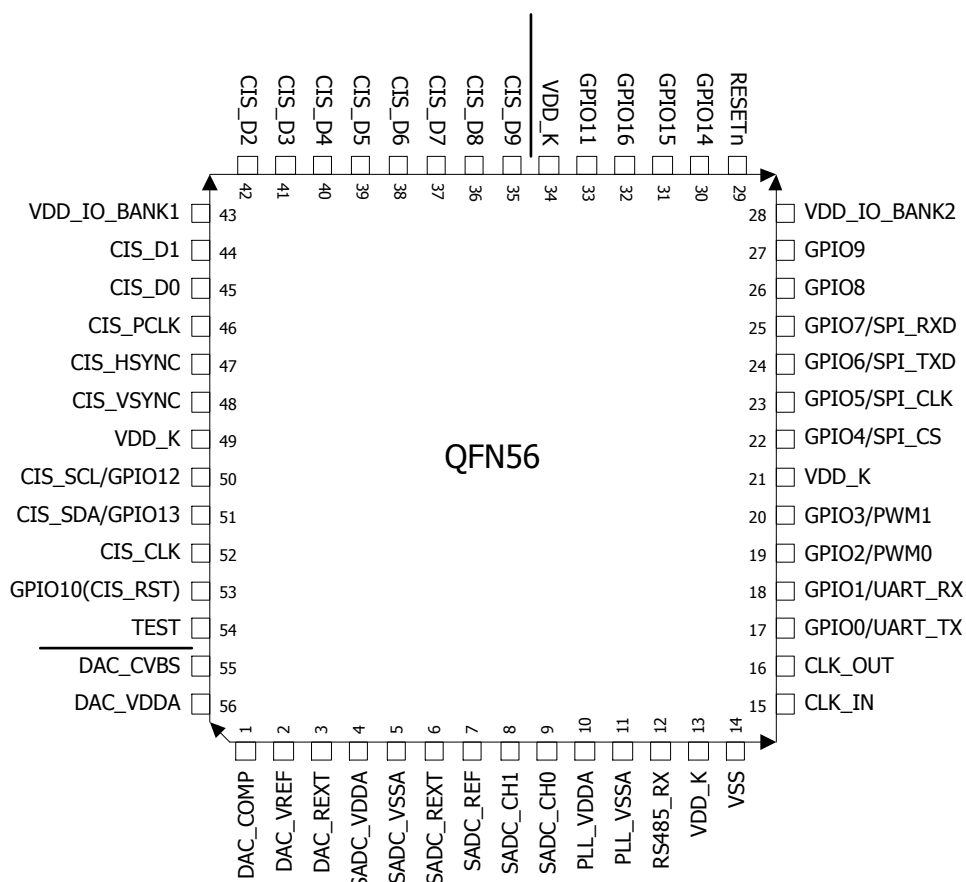 CIS_D2
CIS_D3
CIS_D4
CIS_D5
CIS_D6
CIS_D7
CIS_D8
CIS_D9
VDD_K
GPIO11
GPIO16
GPIO15
GPIO14
RESETn
42
41
40
39
38
37
36
35
34
33
32
31
30
29
VDD_IO_BANK1 43
CIS_D1 44
CIS_D0 45
CIS_PCLK 46
CIS_HSYNC 47
CIS_VSYNC 48
VDD_K 49
CIS_SCL/GPIO12 50
CIS_SDA/GPIO13 51
CIS_CLK 52
GPIO10(CIS_RST) 53
TEST 54
DAC_CVBS 55
DAC_VDDA 56
QFN56
28 VDD_IO_BANK2
27 GPIO9
26 GPIO8
25 GPIO7/SPI_RXD
24 GPIO6/SPI_TXD
23 GPIO5/SPI_CLK
22 GPIO4/SPI_CS
21 VDD_K
20 GPIO3/PWM1
19 GPIO2/PWM0
18 GPIO1/UART_RX
17 GPIO0/UART_TX
16 CLK_OUT
15 CLK_IN
1
2
3
4
5
6
7
8
9
10
11
12
13
14
DAC_COMP
DAC_VREF
DAC_REXT
SADC_VDDA
SADC_VSSA
SADC_REXT
SADC_REF
SADC_CH1
SADC_CH0
PLL_VDDA
PLL_VSSA
RS485_RX
VDD_K
VSS